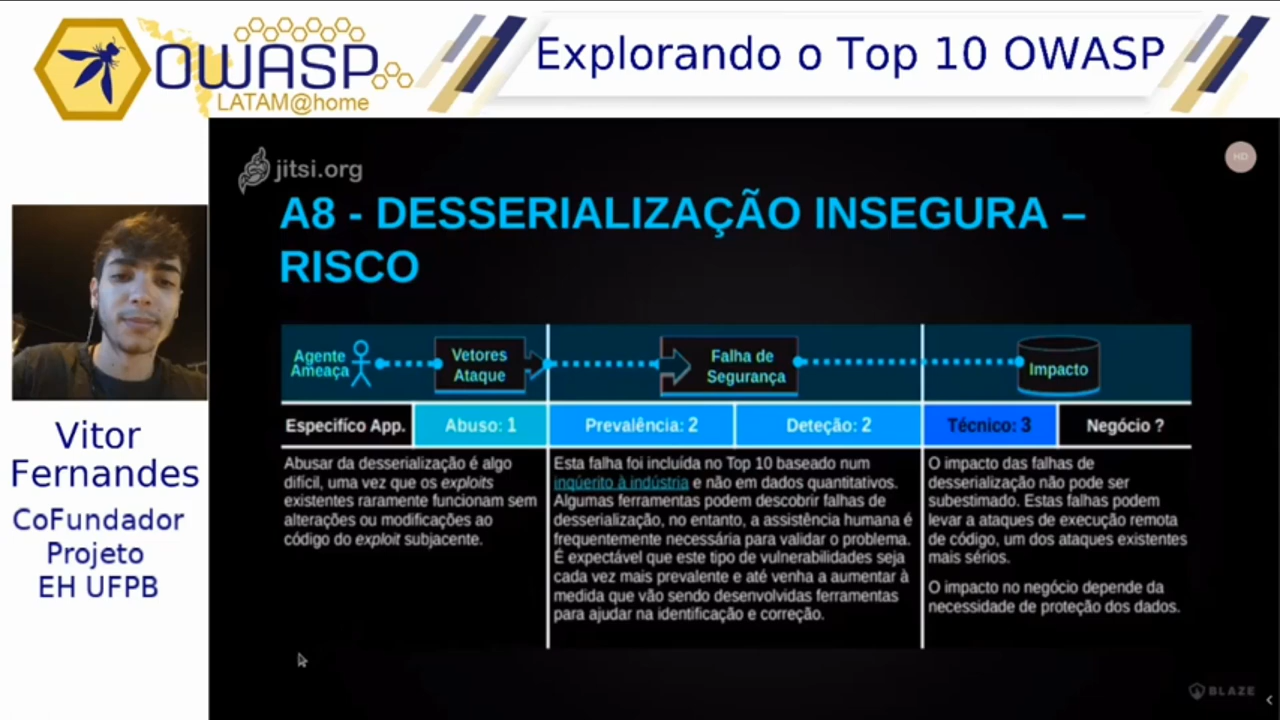 OWASP
LATAM@home
Explorando o Top 10 OWASP
jitsi.org
HD
A8 - DESSERIALIZAÇÃO INSEGURA –
RISCO
Agente
Ameaça
Vetores
Ataque
Falha de
Segurança
Impacto
Especifíco App.
Abuso: 1
Prevalência: 2
Deteção: 2
Técnico: 3
Negócio ?
Abusar da desserialização é algo
difícil, uma vez que os exploits
existentes raramente funcionam sem
alterações ou modificações ao
código do exploit subjacente.
Esta falha foi incluída no Top 10 baseado num
inqúerito à indústria e não em dados quantitativos.
Algumas ferramentas podem descobrir falhas de
desserialização, no entanto, a assistência humana é
frequentemente necessária para validar o problema.
É expectável que este tipo de vulnerabilidades seja
cada vez mais prevalente e até venha a aumentar à
medida que vão sendo desenvolvidas ferramentas
para ajudar na identificação e correção.
O impacto das falhas de
desserialização não pode ser
subestimado. Estas falhas podem
levar a ataques de execução remota
de código, um dos ataques existentes
mais sérios.
O impacto no negócio depende da
necessidade de proteção dos dados.
Vitor
Fernandes
CoFundador
Projeto
EH UFPB
BLAZE